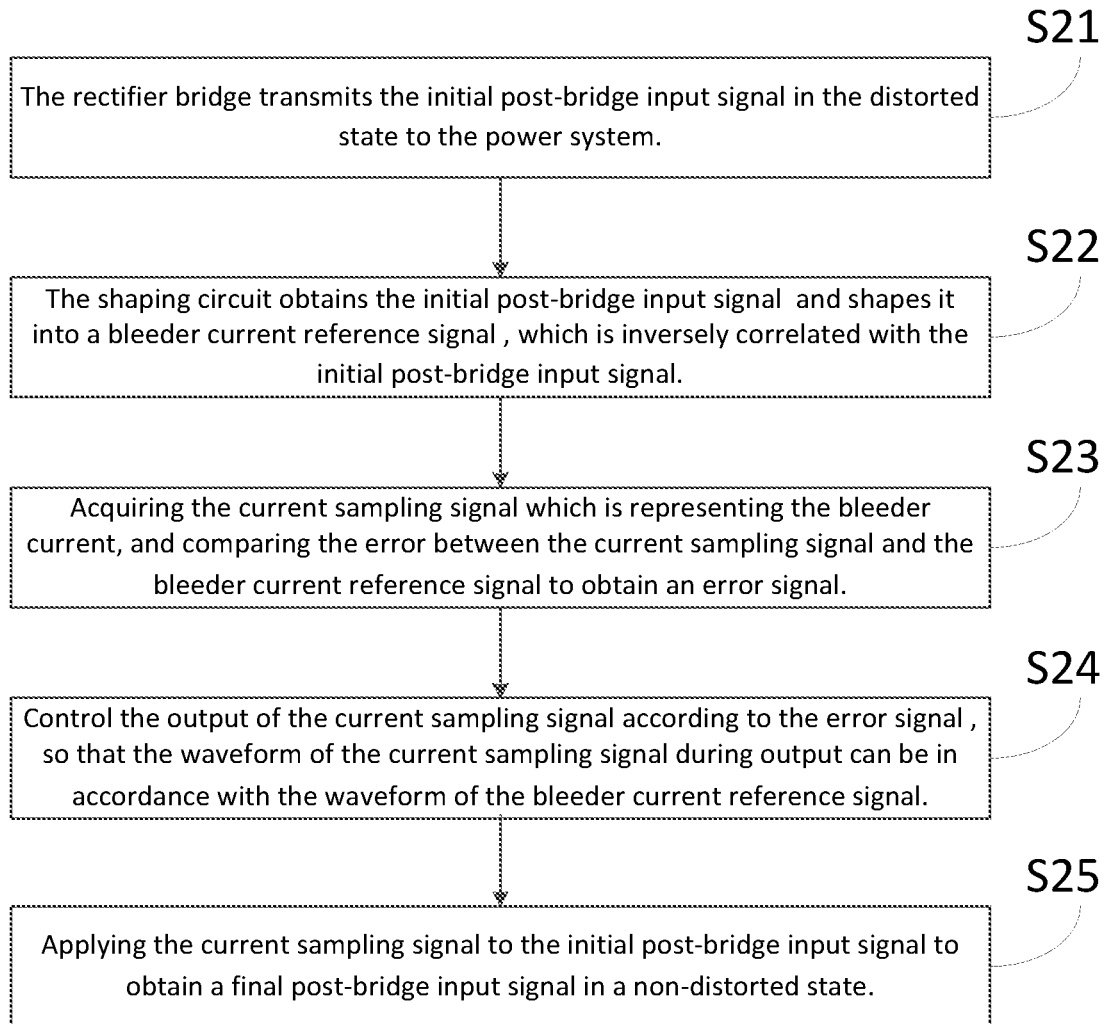 S21
The rectifier bridge transmits the initial post-bridge input signal in the distorted
state to the power system.
S22
The shaping circuit obtains the initial post-bridge input signal and shapes it
into a bleeder current reference signal , which is inversely correlated with the
initial post-bridge input signal.
S23
Acquiring the current sampling signal which is representing the bleeder
current, and comparing the error between the current sampling signal and the
bleeder current reference signal to obtain an error signal.
S24
Control the output of the current sampling signal according to the error signal ,
so that the waveform of the current sampling signal during output can be in
accordance with the waveform of the bleeder current reference signal.
S25
Applying the current sampling signal to the initial post-bridge input signal to
obtain a final post-bridge input signal in a non-distorted state.